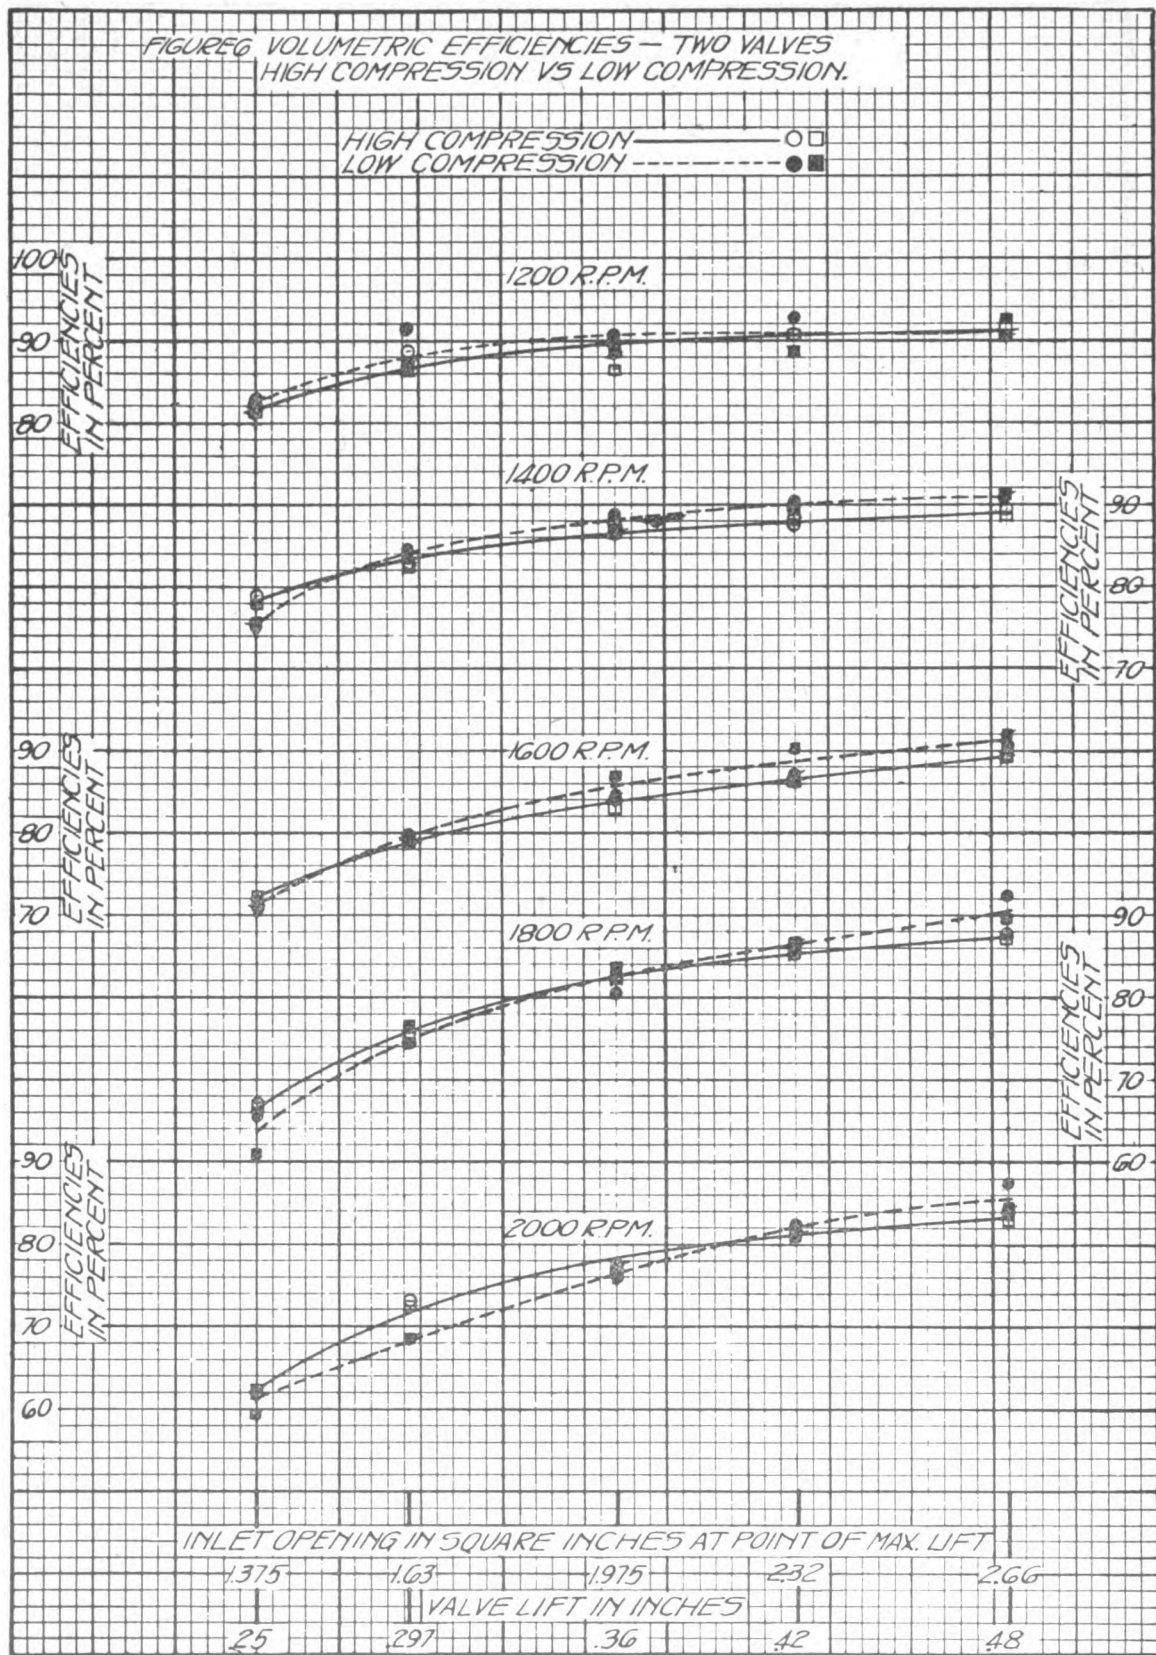 FIGURE 6 VOLUMETRIC EFFICIENCIES — TWO VALVES
HIGH COMPRESSION VS LOW COMPRESSION.
HIGH COMPRESSION
LOW COMPRESSION
100
90
80
EFFICIENCIES
IN PERCENT
1200 R.P.M.
1400 R.P.M.
90
80
70
EFFICIENCIES
IN PERCENT
90
80
70
EFFICIENCIES
IN PERCENT
1600 R.P.M.
1800 R.P.M.
90
80
70
60
EFFICIENCIES
IN PERCENT
90
80
70
60
EFFICIENCIES
IN PERCENT
2000 R.P.M.
INLET OPENING IN SQUARE INCHES AT POINT OF MAX. LIFT
1.375 1.63 1.975 2.32 2.66
VALVE LIFT IN INCHES
.25 .297 .36 .42 .48